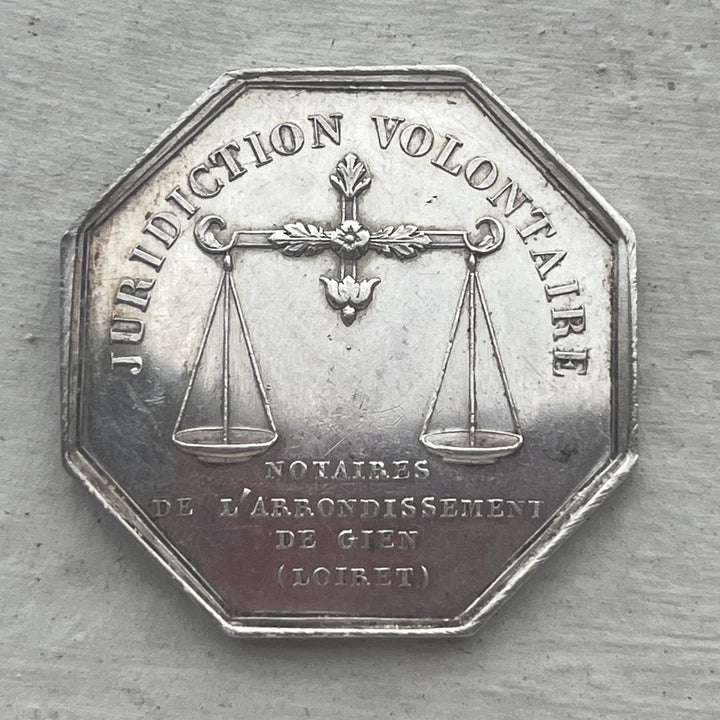 JURIDICTION VOLONTAIRE
NOTAIRES
DE L'ARRONDISSEMENT
DE GIEN
(LOIRET)